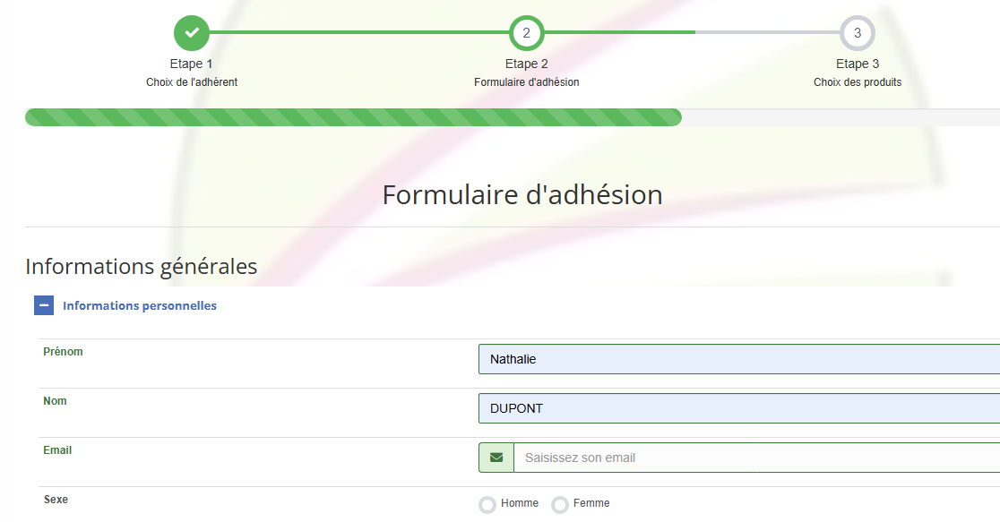 2 3
Etape 1 Etape 2 Etape 3
Choix de l'adhérent Formulaire d'adhésion Choix des produits
Formulaire d'adhésion
Informations générales
Informations personnelles
Prénom Nathalie
Nom DUPONT
Email Saisissez son email
Sexe Homme Femme